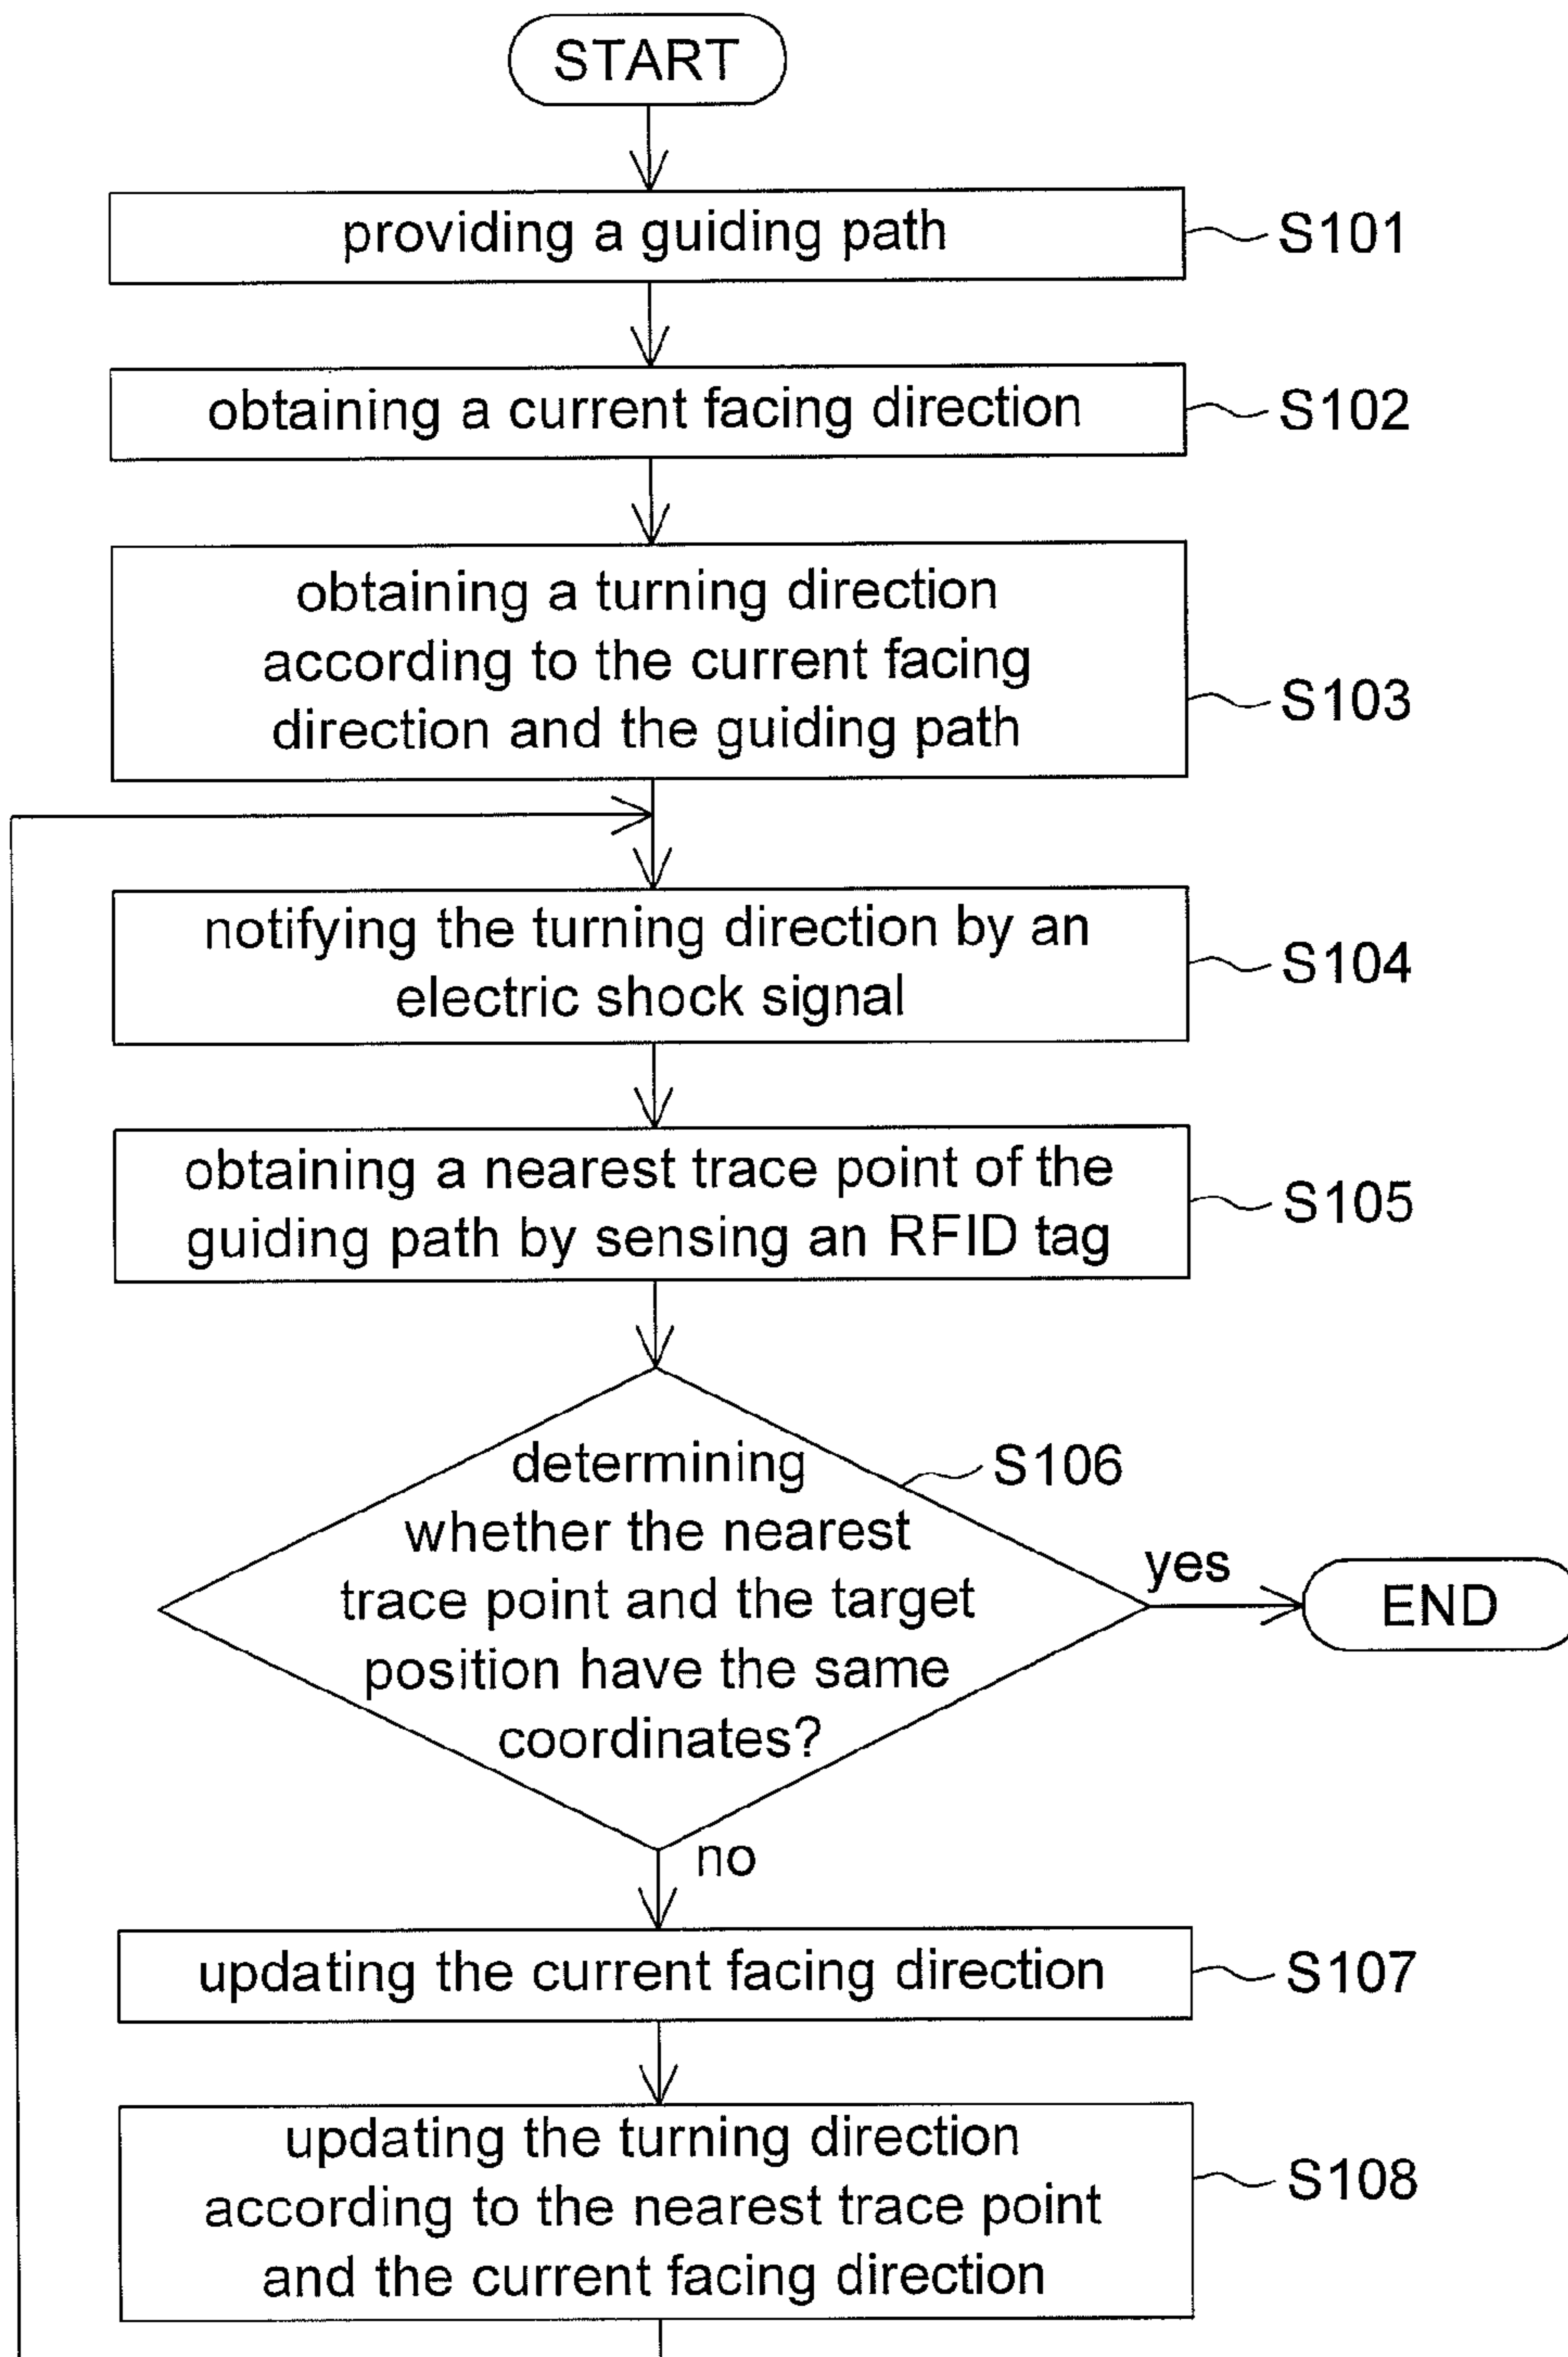 START
providing a guiding path
S101
obtaining a current facing direction
S102
obtaining a turning direction
according to the current facing
direction and the guiding path
S103
notifying the turning direction by an
electric shock signal
S104
obtaining a nearest trace point of the
guiding path by sensing an RFID tag
S105
determining
whether the nearest
trace point and the target
position have the same
coordinates?
S106
yes
END
no
updating the current facing direction
S107
updating the turning direction
according to the nearest trace point
and the current facing direction
S108